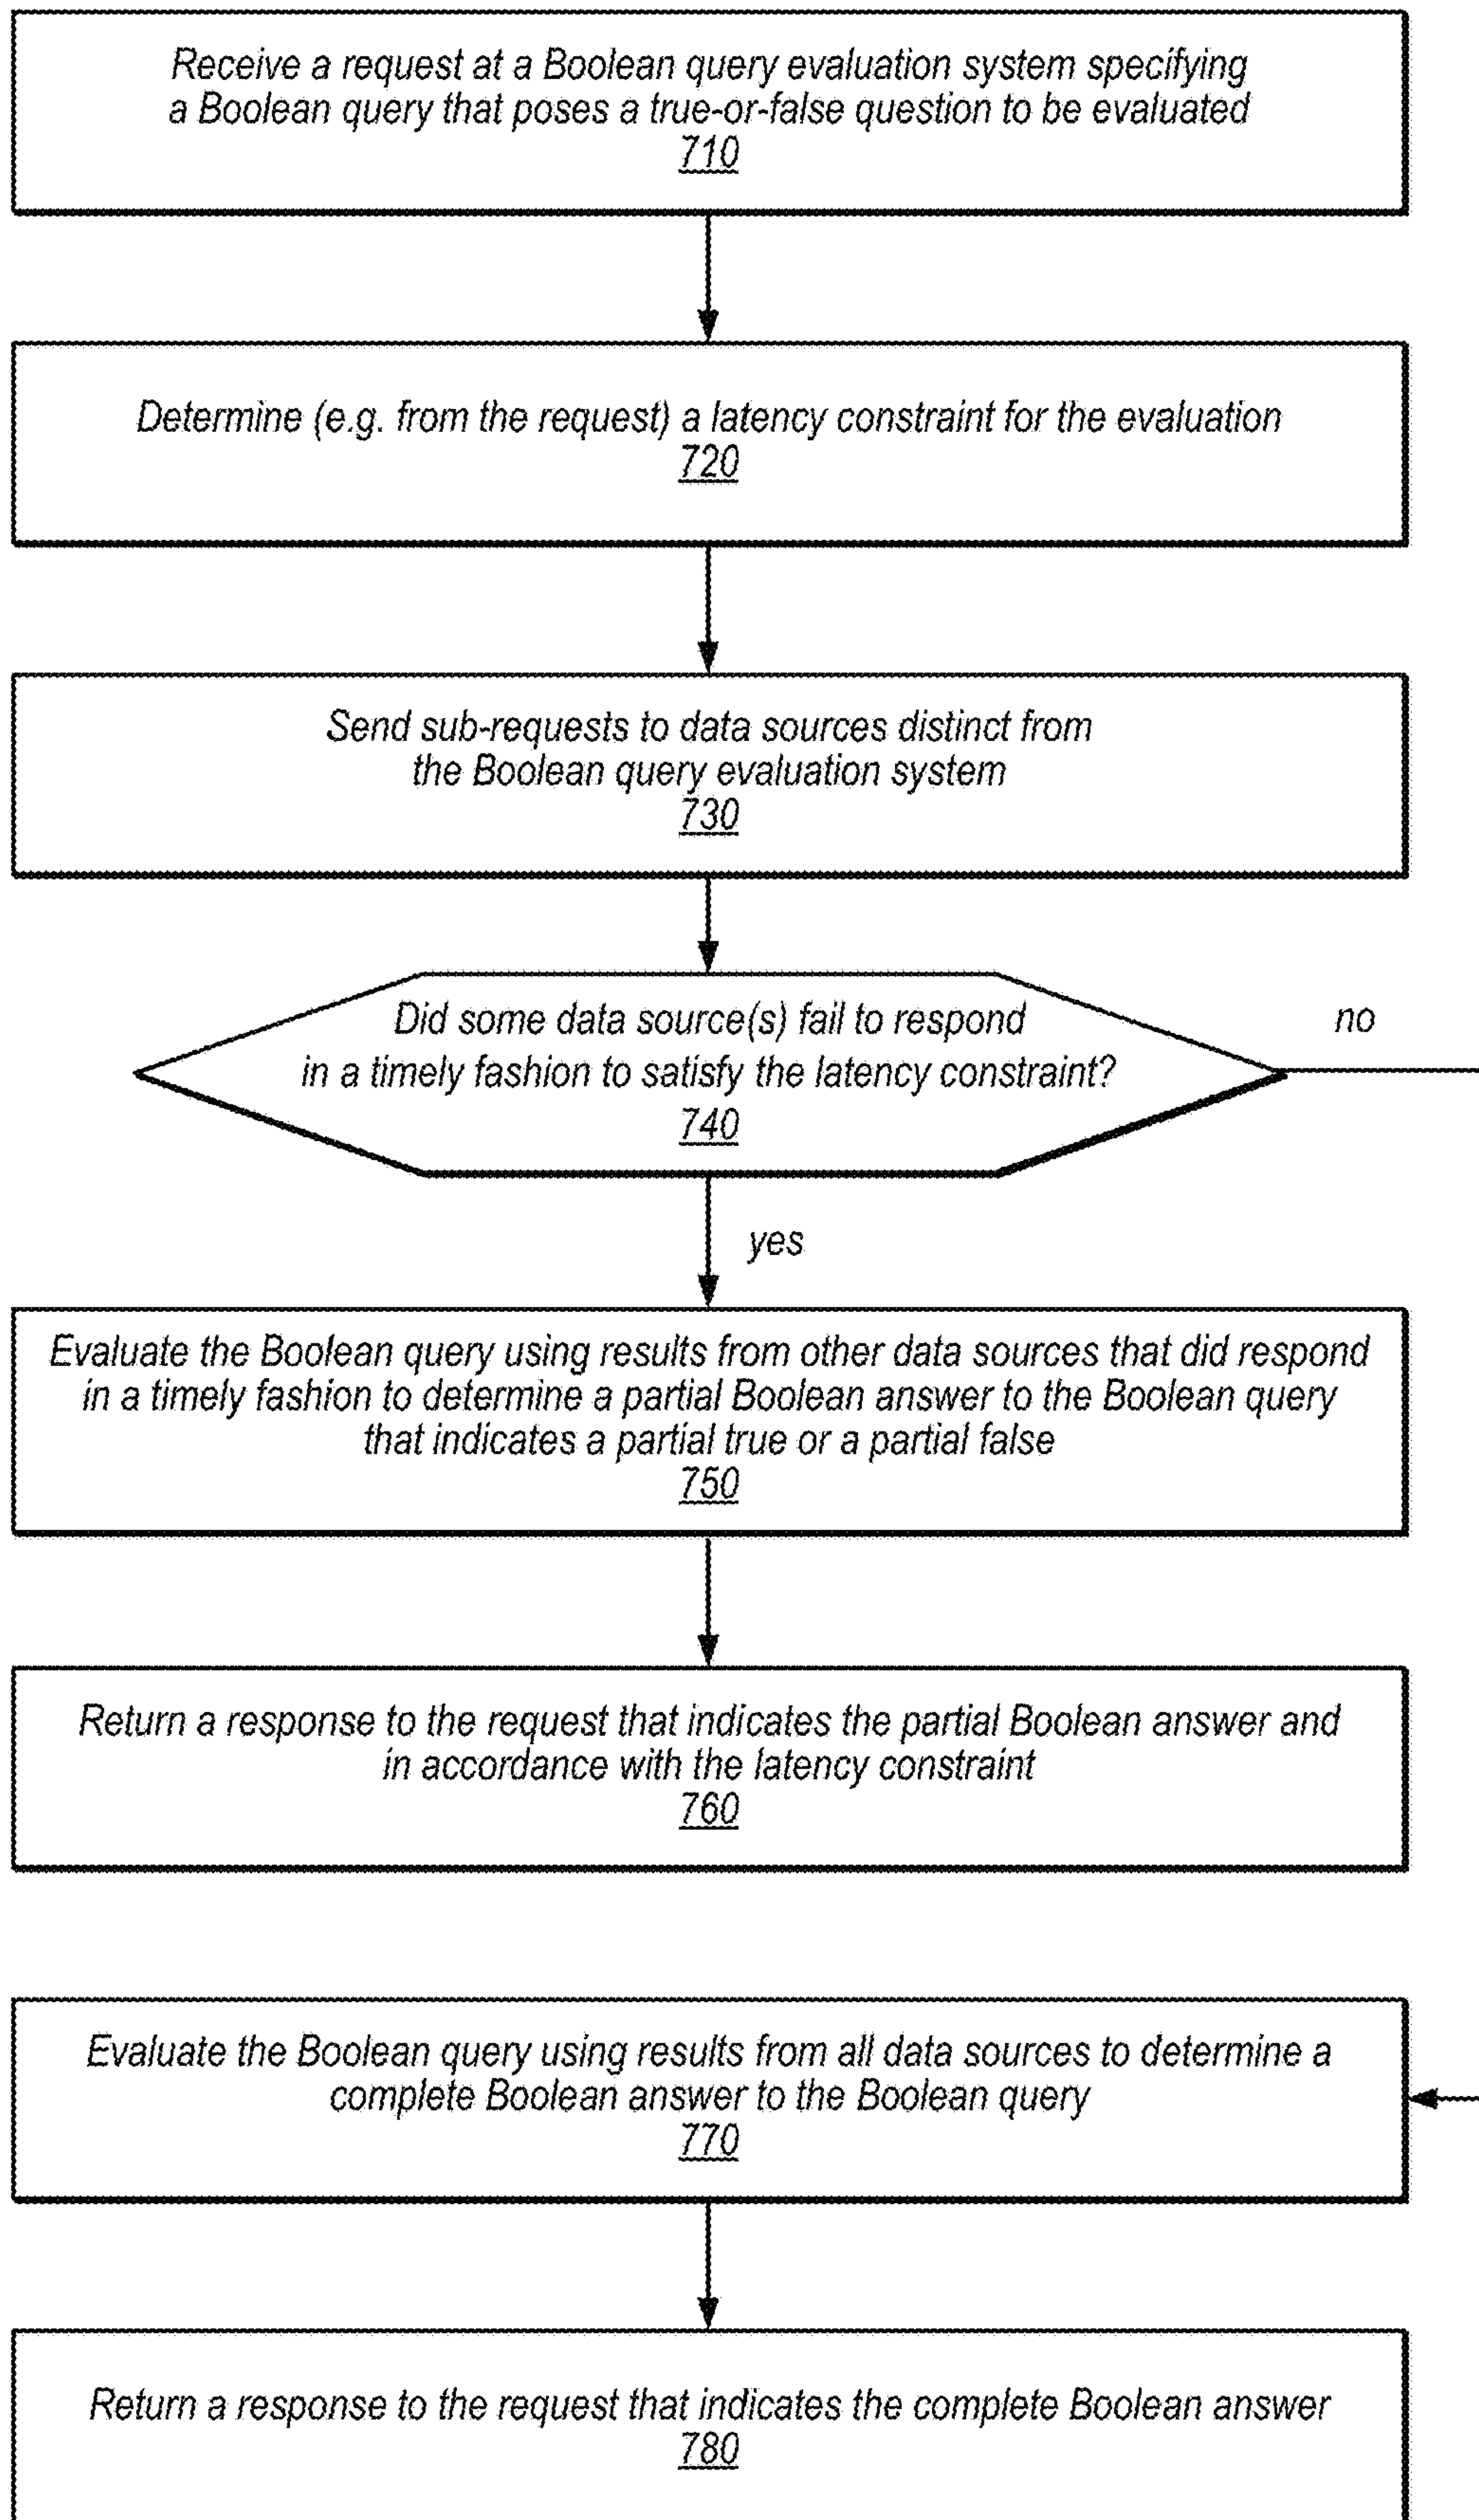 Receive a request at a Boolean query evaluation system specifying
a Boolean query that poses a true-or-false question to be evaluated
710
Determine (e.g. from the request) a latency constraint for the evaluation
720
Send sub-requests to data sources distinct from
the Boolean query evaluation system
730
Did some data source(s) fail to respond
in a timely fashion to satisfy the latency constraint?
740
no
yes
Evaluate the Boolean query using results from other data sources that did respond
in a timely fashion to determine a partial Boolean answer to the Boolean query
that indicates a partial true or a partial false
750
Return a response to the request that indicates the partial Boolean answer and
in accordance with the latency constraint
760
Evaluate the Boolean query using results from all data sources to determine a
complete Boolean answer to the Boolean query
770
Return a response to the request that indicates the complete Boolean answer
780